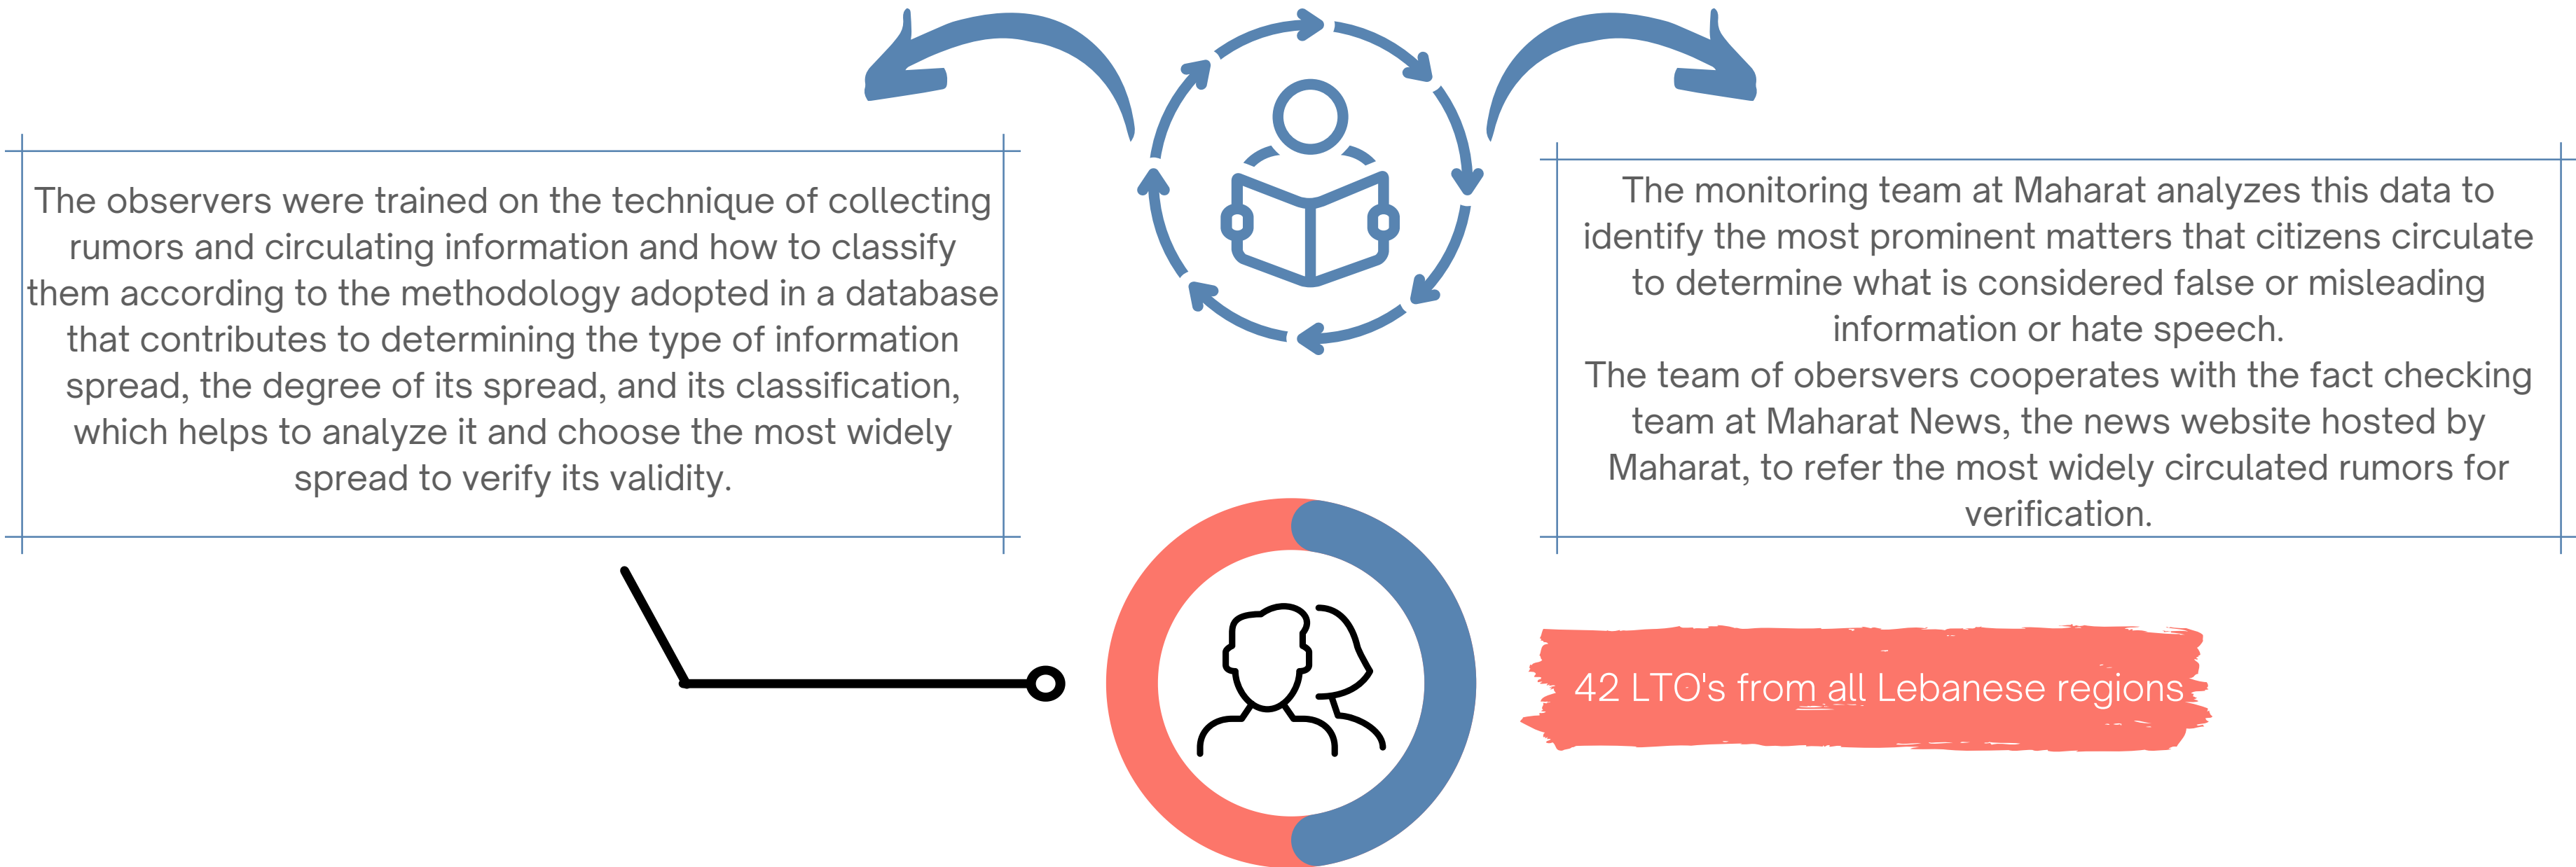 The observers were trained on the technique of collecting
rumors and circulating information and how to classify
them according to the methodology adopted in a database
that contributes to determining the type of information
spread, the degree of its spread, and its classification,
which helps to analyze it and choose the most widely
spread to verify its validity.
The monitoring team at Maharat analyzes this data to
identify the most prominent matters that citizens circulate
to determine what is considered false or misleading
information or hate speech.
The team of obersvers cooperates with the fact checking
team at Maharat News, the news website hosted by
Maharat, to refer the most widely circulated rumors for
verification.
42 LTO's from all Lebanese regions